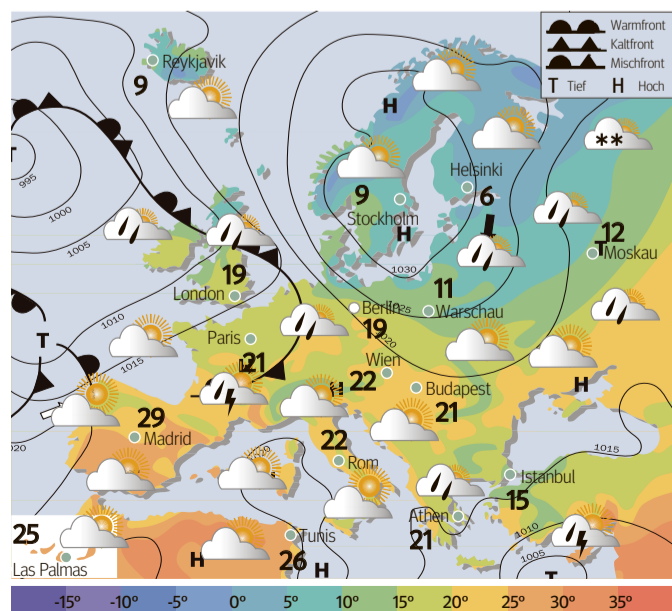 Warmfront
Kaltfront
Mischfront
T Tief H Hoch
Reykjavik
9
H
T
995
1000
1005
Helsinki
6
9
Stockholm
H
12
T
Moskau
1030
19
London
11
Warschau
Berlin
19
1025
1020
1010
1015
T
Paris
21
H
Wien
22
H
Budapest
21
H
29
Madrid
22
Rom
1020
1020
1015
Istanbul
15
Athen
21
1010
1005
T
25
Las Palmas
Tunis
26
H
H
-15° -10° -5° 0° 5° 10° 15° 20° 25° 30° 35°